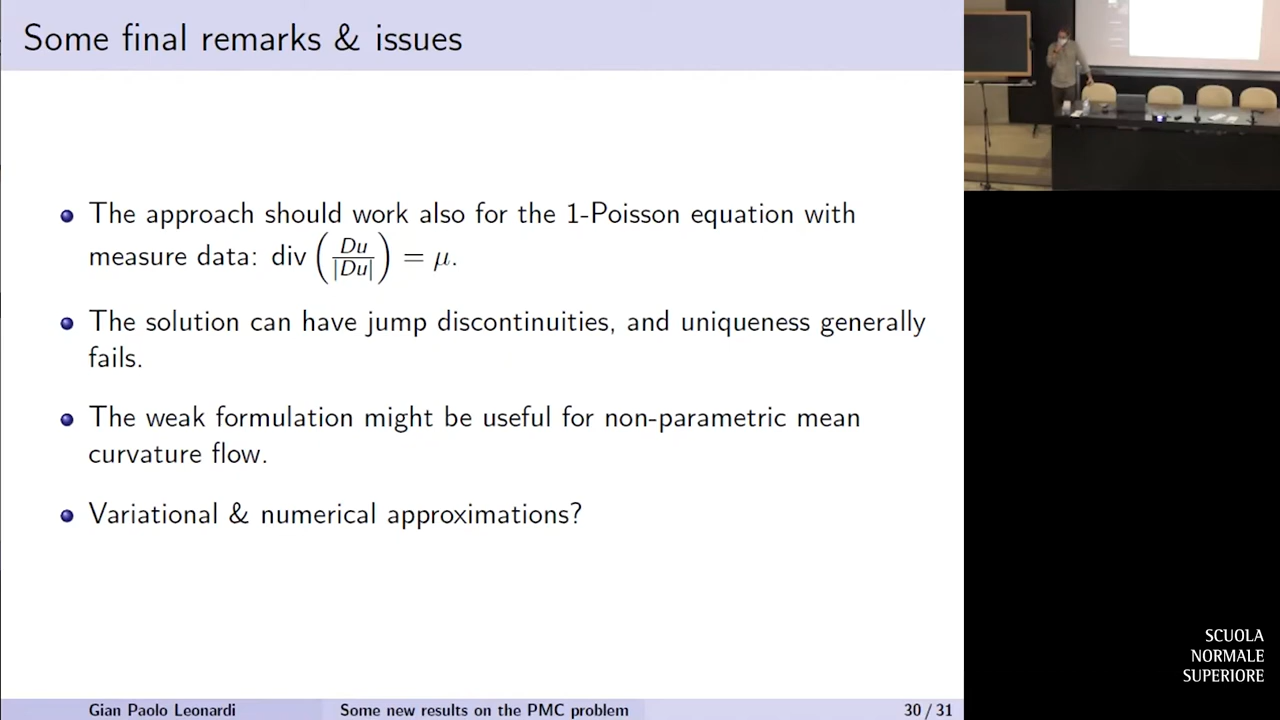 Some final remarks & issues
The approach should work also for the 1-Poisson equation with
measure data: div (Du/|Du|) = μ.
The solution can have jump discontinuities, and uniqueness generally
fails.
The weak formulation might be useful for non-parametric mean
curvature flow.
Variational & numerical approximations?
Gian Paolo Leonardi
Some new results on the PMC problem
30 / 31
SCUOLA
NORMALE
SUPERIORE